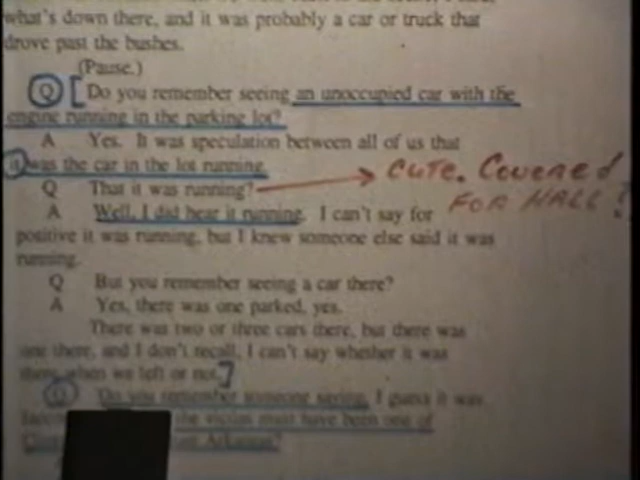 what's down there, and it was probably a car or truck that
drove past the bushes.
(Pause.)
Q [ Do you remember seeing an unoccupied car with the
engine running in the parking lot?
A Yes. It was speculation between all of us that
it was the car in the lot running.
Q That it was running? → CUTE. Covered
A Well, I did hear it running. I can't say for FOR HALL!
positive it was running, but I knew someone else said it was
running.
Q But you remember seeing a car there?
A Yes, there was one parked, yes.
There was two or three cars there, but there was
one there, and I don't recall, I can't say whether it was
there when we left or not. ]
Q Do you remember someone saying, I guess it was
the victim must have been one of
Arkansas?